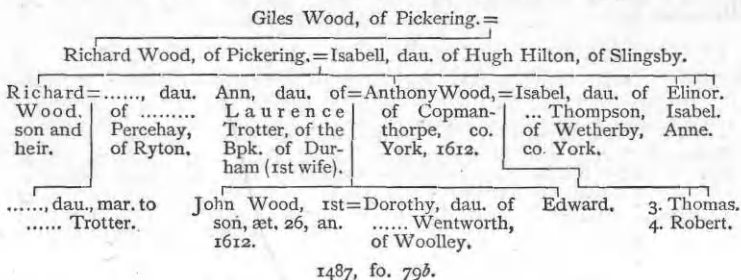 Giles Wood, of Pickering.=
Richard Wood, of Pickering.=Isabell, dau. of Hugh Hilton, of Slingsby.
Richard=......, dau. Ann, dau. of=Anthony Wood,=Isabel, dau. of Elinor.
Wood, of ......... Laurence of Copman- ... Thompson, Isabel.
son and Percehay, Trotter, of the thorpe, co. of Wetherby, Anne.
heir. of Ryton. Bpk. of Dur- York, 1612. co. York.
ham (1st wife).
......, dau., mar. to John Wood, 1st=Dorothy, dau. of Edward. 3. Thomas.
...... Trotter. son, æt. 26, an. ...... Wentworth, 4. Robert.
1612. of Woolley.
1487, fo. 79b.